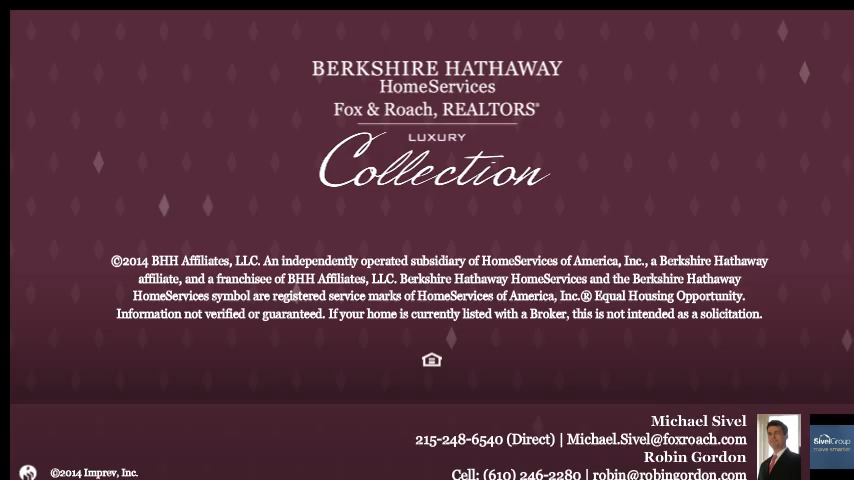 BERKSHIRE HATHAWAY
HomeServices
Fox & Roach, REALTORS®
LUXURY
Collection
©2014 BHH Affiliates, LLC. An independently operated subsidiary of HomeServices of America, Inc., a Berkshire Hathaway
affiliate, and a franchisee of BHH Affiliates, LLC. Berkshire Hathaway HomeServices and the Berkshire Hathaway
HomeServices symbol are registered service marks of HomeServices of America, Inc.® Equal Housing Opportunity.
Information not verified or guaranteed. If your home is currently listed with a Broker, this is not intended as a solicitation.
Michael Sivel
215-248-6540 (Direct) | Michael.Sivel@foxroach.com
Robin Gordon
Cell: (610) 246-2280 | robin@robingordon.com
SivelGroup
move smarter
©2014 Imprev, Inc.